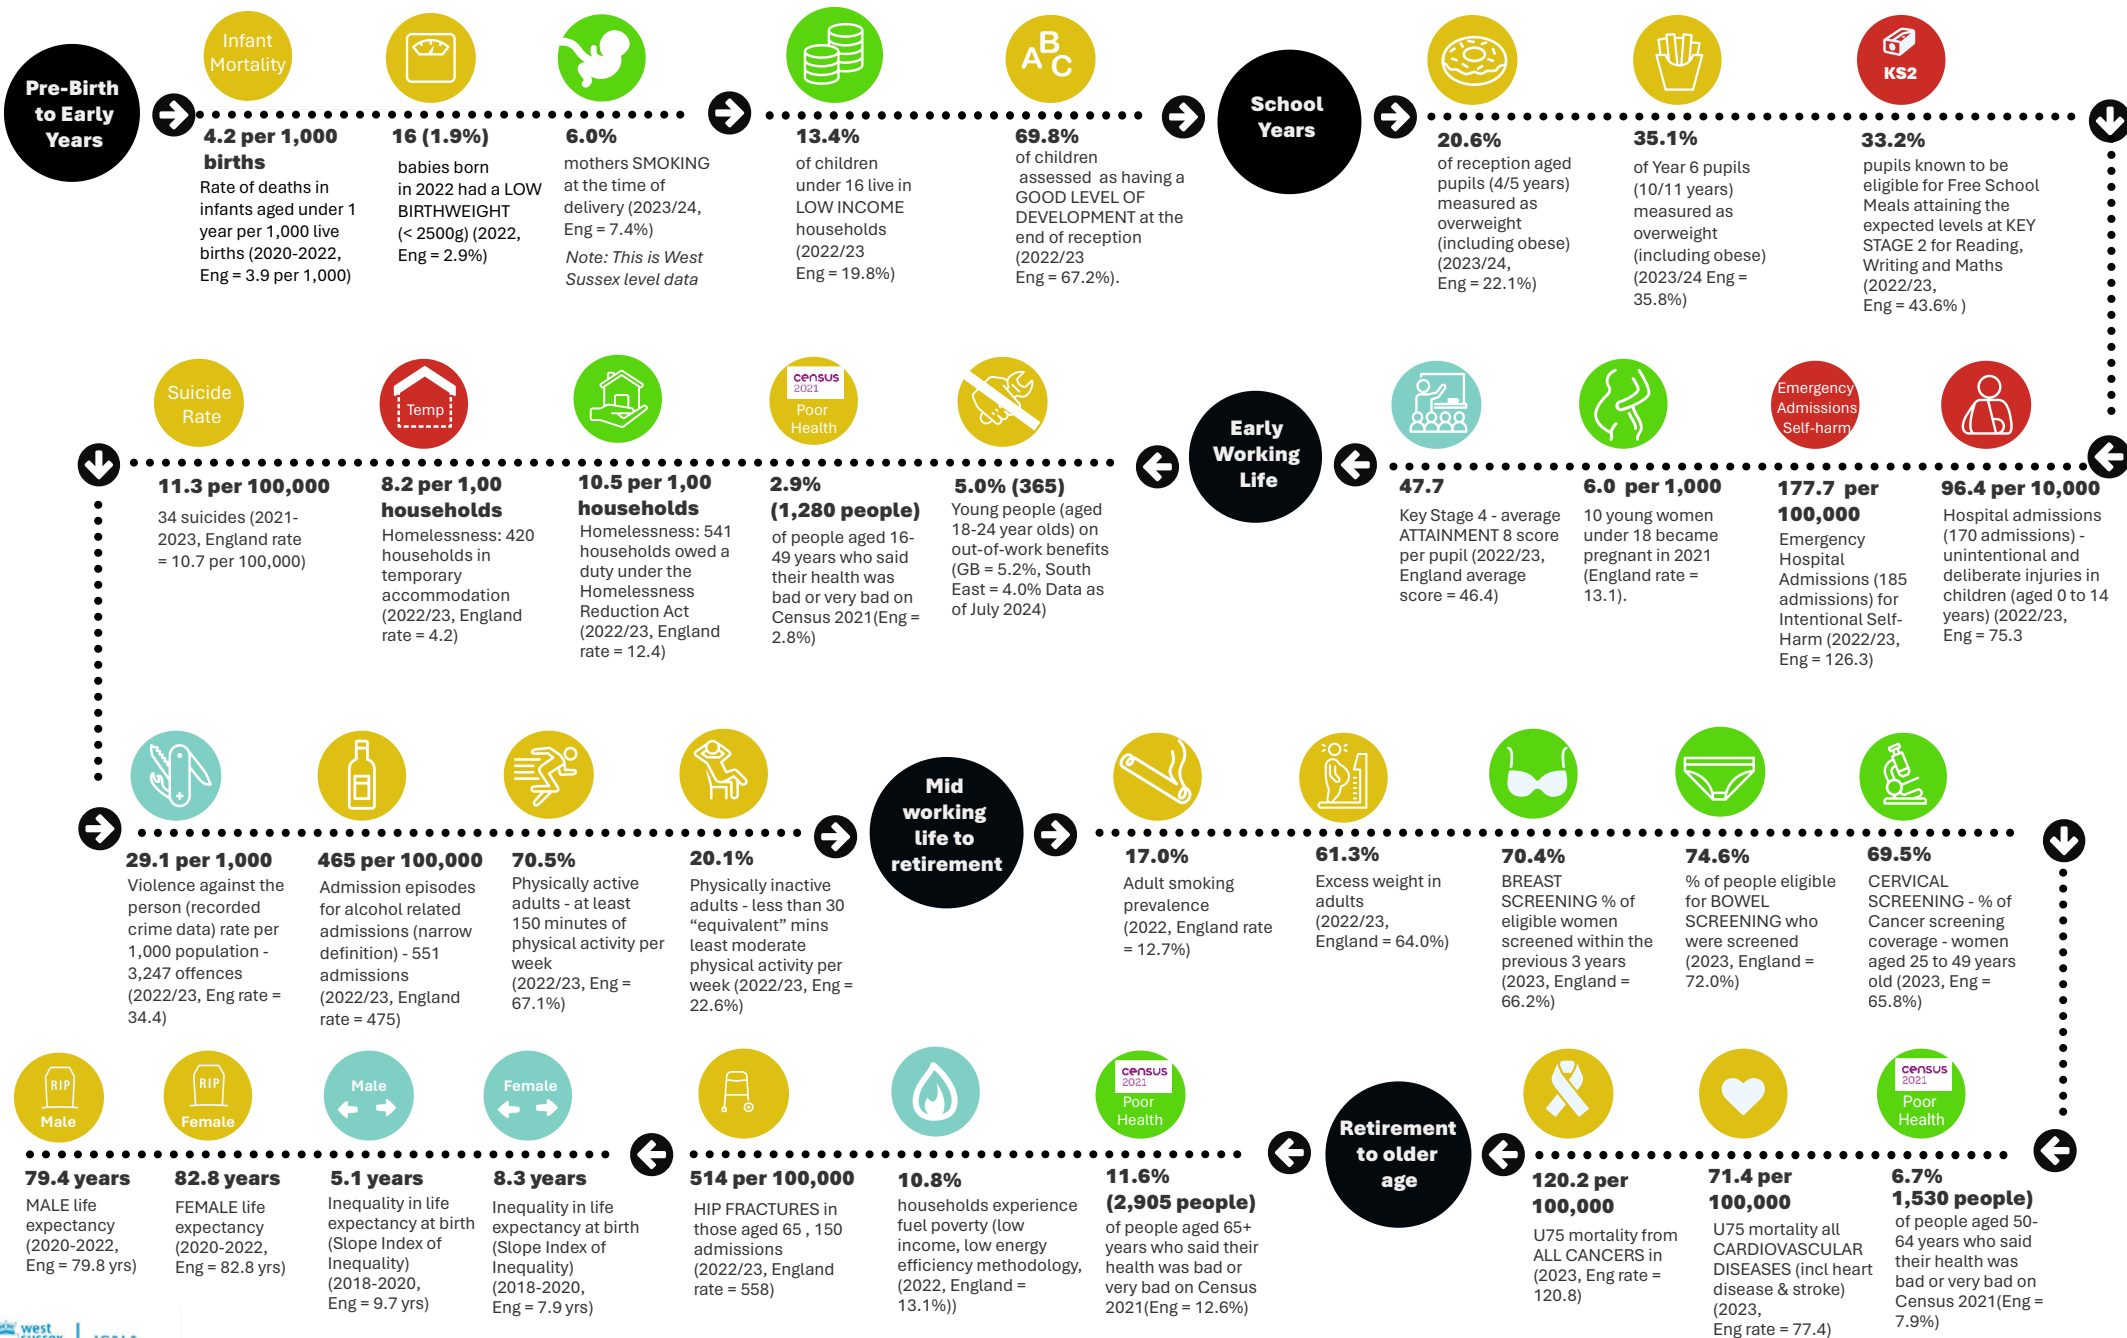 Pre-Birth
to Early
Years
Infant
Mortality
4.2 per 1,000
births
Rate of deaths in
infants aged under 1
year per 1,000 live
births (2020-2022,
Eng = 3.9 per 1,000)
16 (1.9%)
babies born
in 2022 had a LOW
BIRTHWEIGHT
(< 2500g) (2022,
Eng = 2.9%)
6.0%
mothers SMOKING
at the time of
delivery (2023/24,
Eng = 7.4%)
Note: This is West
Sussex level data
13.4%
of children
under 16 live in
LOW INCOME
households
(2022/23
Eng = 19.8%)
A B C
69.8%
of children
assessed as having a
GOOD LEVEL OF
DEVELOPMENT at the
end of reception
(2022/23
Eng = 67.2%).
School
Years
20.6%
of reception aged
pupils (4/5 years)
measured as
overweight
(including obese)
(2023/24,
Eng = 22.1%)
35.1%
of Year 6 pupils
(10/11 years)
measured as
overweight
(including obese)
(2023/24 Eng =
35.8%)
KS2
33.2%
pupils known to be
eligible for Free School
Meals attaining the
expected levels at KEY
STAGE 2 for Reading,
Writing and Maths
(2022/23,
Eng = 43.6% )
96.4 per 10,000
Hospital admissions
(170 admissions) -
unintentional and
deliberate injuries in
children (aged 0 to 14
years) (2022/23,
Eng = 75.3
Emergency
Admissions
Self-harm
177.7 per
100,000
Emergency
Hospital
Admissions (185
admissions) for
Intentional Self-
Harm (2022/23,
Eng = 126.3)
6.0 per 1,000
10 young women
under 18 became
pregnant in 2021
(England rate =
13.1).
47.7
Key Stage 4 - average
ATTAINMENT 8 score
per pupil (2022/23,
England average
score = 46.4)
Early
Working
Life
5.0% (365)
Young people (aged
18-24 year olds) on
out-of-work benefits
(GB = 5.2%, South
East = 4.0% Data as
of July 2024)
census
2021
Poor
Health
2.9%
(1,280 people)
of people aged 16-
49 years who said
their health was
bad or very bad on
Census 2021(Eng =
2.8%)
10.5 per 1,00
households
Homelessness: 541
households owed a
duty under the
Homelessness
Reduction Act
(2022/23, England
rate = 12.4)
Temp
8.2 per 1,00
households
Homelessness: 420
households in
temporary
accommodation
(2022/23, England
rate = 4.2)
Suicide
Rate
11.3 per 100,000
34 suicides (2021-
2023, England rate
= 10.7 per 100,000)
29.1 per 1,000
Violence against the
person (recorded
crime data) rate per
1,000 population -
3,247 offences
(2022/23, Eng rate =
34.4)
465 per 100,000
Admission episodes
for alcohol related
admissions (narrow
definition) - 551
admissions
(2022/23, England
rate = 475)
70.5%
Physically active
adults - at least
150 minutes of
physical activity per
week
(2022/23, Eng =
67.1%)
20.1%
Physically inactive
adults - less than 30
“equivalent” mins
least moderate
physical activity per
week (2022/23, Eng =
22.6%)
Mid
working
life to
retirement
17.0%
Adult smoking
prevalence
(2022, England rate
= 12.7%)
61.3%
Excess weight in
adults
(2022/23,
England = 64.0%)
70.4%
BREAST
SCREENING % of
eligible women
screened within the
previous 3 years
(2023, England =
66.2%)
74.6%
% of people eligible
for BOWEL
SCREENING who
were screened
(2023, England =
72.0%)
69.5%
CERVICAL
SCREENING - % of
Cancer screening
coverage - women
aged 25 to 49 years
old (2023, Eng =
65.8%)
census
2021
Poor
Health
6.7%
1,530 people)
of people aged 50-
64 years who said
their health was
bad or very bad on
Census 2021(Eng =
7.9%)
71.4 per
100,000
U75 mortality all
CARDIOVASCULAR
DISEASES (incl heart
disease & stroke)
(2023,
Eng rate = 77.4)
120.2 per
100,000
U75 mortality from
ALL CANCERS in
(2023, Eng rate =
120.8)
Retirement
to older
age
census
2021
Poor
Health
11.6%
(2,905 people)
of people aged 65+
years who said their
health was bad or
very bad on Census
2021(Eng = 12.6%)
10.8%
households experience
fuel poverty (low
income, low energy
efficiency methodology,
(2022, England =
13.1%))
514 per 100,000
HIP FRACTURES in
those aged 65 , 150
admissions
(2022/23, England
rate = 558)
Female
8.3 years
Inequality in life
expectancy at birth
(Slope Index of
Inequality)
(2018-2020,
Eng = 7.9 yrs)
Male
5.1 years
Inequality in life
expectancy at birth
(Slope Index of
Inequality)
(2018-2020,
Eng = 9.7 yrs)
RIP
Female
82.8 years
FEMALE life
expectancy
(2020-2022,
Eng = 82.8 yrs)
RIP
Male
79.4 years
MALE life
expectancy
(2020-2022,
Eng = 79.8 yrs)
west